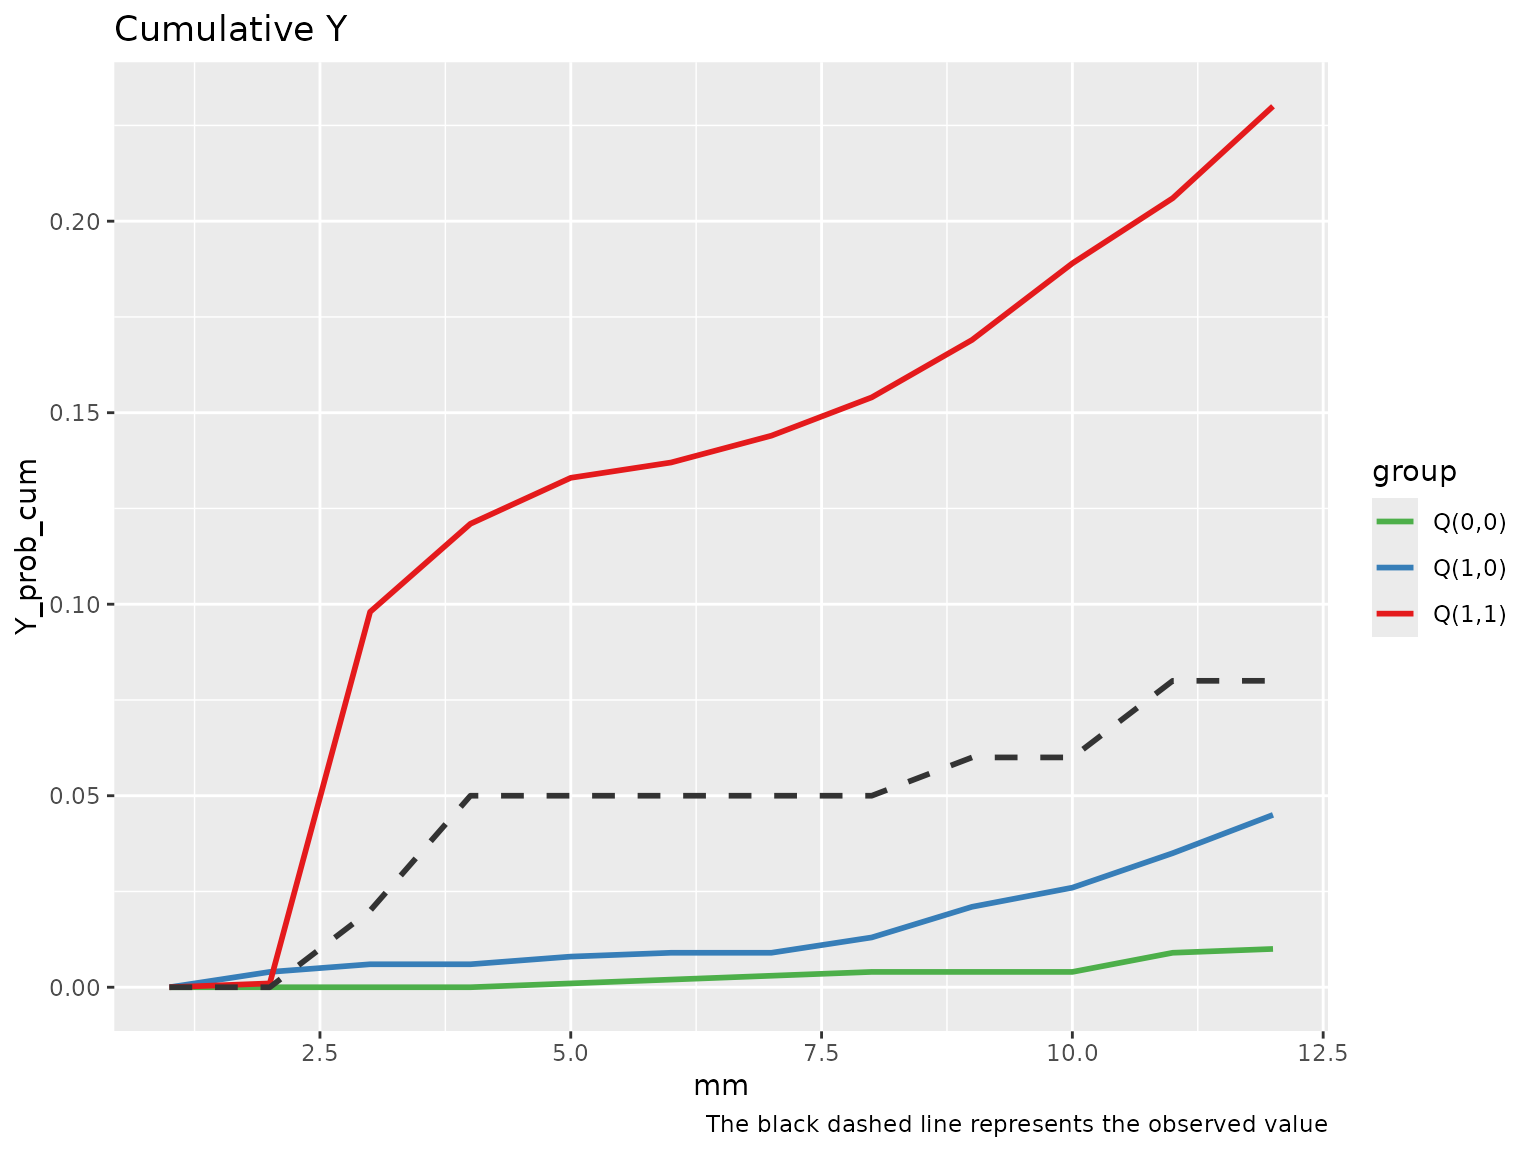 Cumulative Y
Y_prob_cum
0.20
0.15
0.10
0.05
0.00
2.5 5.0 7.5 10.0 12.5
mm
group
Q(0,0)
Q(1,0)
Q(1,1)
The black dashed line represents the observed value